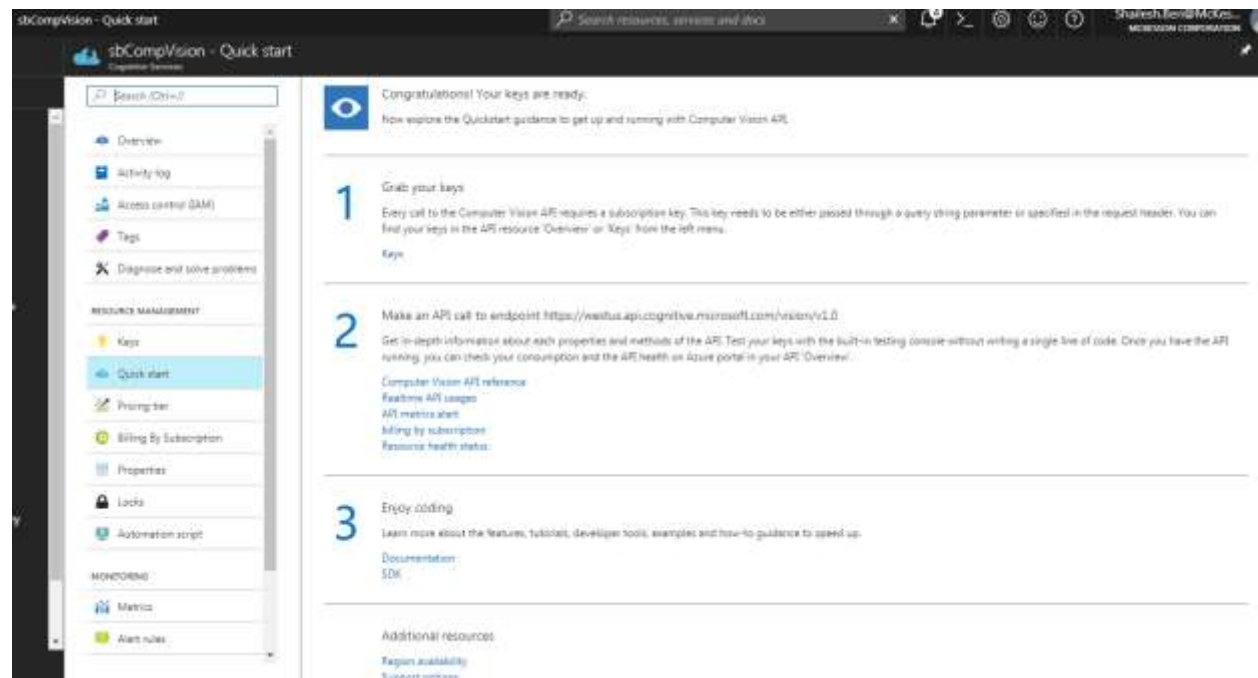 sbCompVision - Quick start
Search resources, services and docs
MCKESSON CORPORATION
sbCompVision - Quick start
Cognitive Services
Search (Ctrl+/)
Overview
Activity log
Access control (IAM)
Tags
Diagnose and solve problems
RESOURCE MANAGEMENT
Keys
Quick start
Pricing tier
Billing By Subscription
Properties
Locks
Automation script
MONITORING
Metrics
Alert rules
Congratulations! Your keys are ready.
Now explore the Quickstart guidance to get up and running with Computer Vision API.
1
Grab your keys
Every call to the Computer Vision API requires a subscription key. This key needs to be either passed through a query string parameter or specified in the request header. You can
find your keys in the API resource 'Overview' or 'Keys' from the left menu.
Keys
2
Make an API call to endpoint https://westus.api.cognitive.microsoft.com/vision/v1.0
Get in-depth information about each properties and methods of the API. Test your keys with the built-in testing console without writing a single line of code. Once you have the API
running, you can check your consumption and the API health on Azure portal in your API 'Overview'.
Computer Vision API reference
Realtime API usages
API metrics alert
billing by subscription
Resource health status
3
Enjoy coding
Learn more about the features, tutorials, developer tools, examples and how-to guidance to speed up.
Documentation
SDK
Additional resources
Region availability
Support options